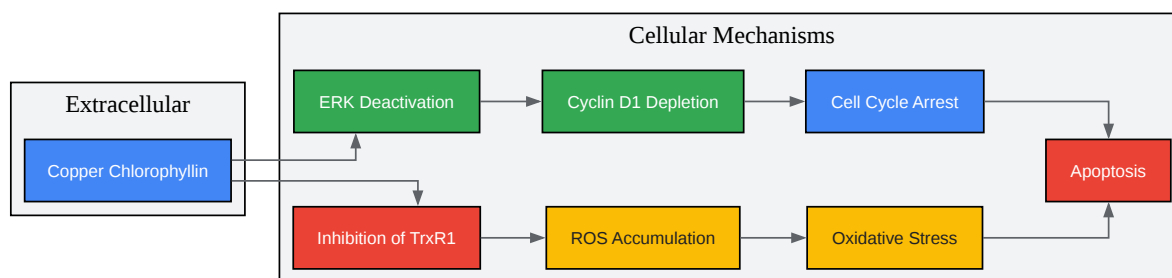 Cellular Mechanisms
Extracellular
ERK Deactivation
Cyclin D1 Depletion
Cell Cycle Arrest
Copper Chlorophyllin
Apoptosis
Inhibition of TrxR1
ROS Accumulation
Oxidative Stress